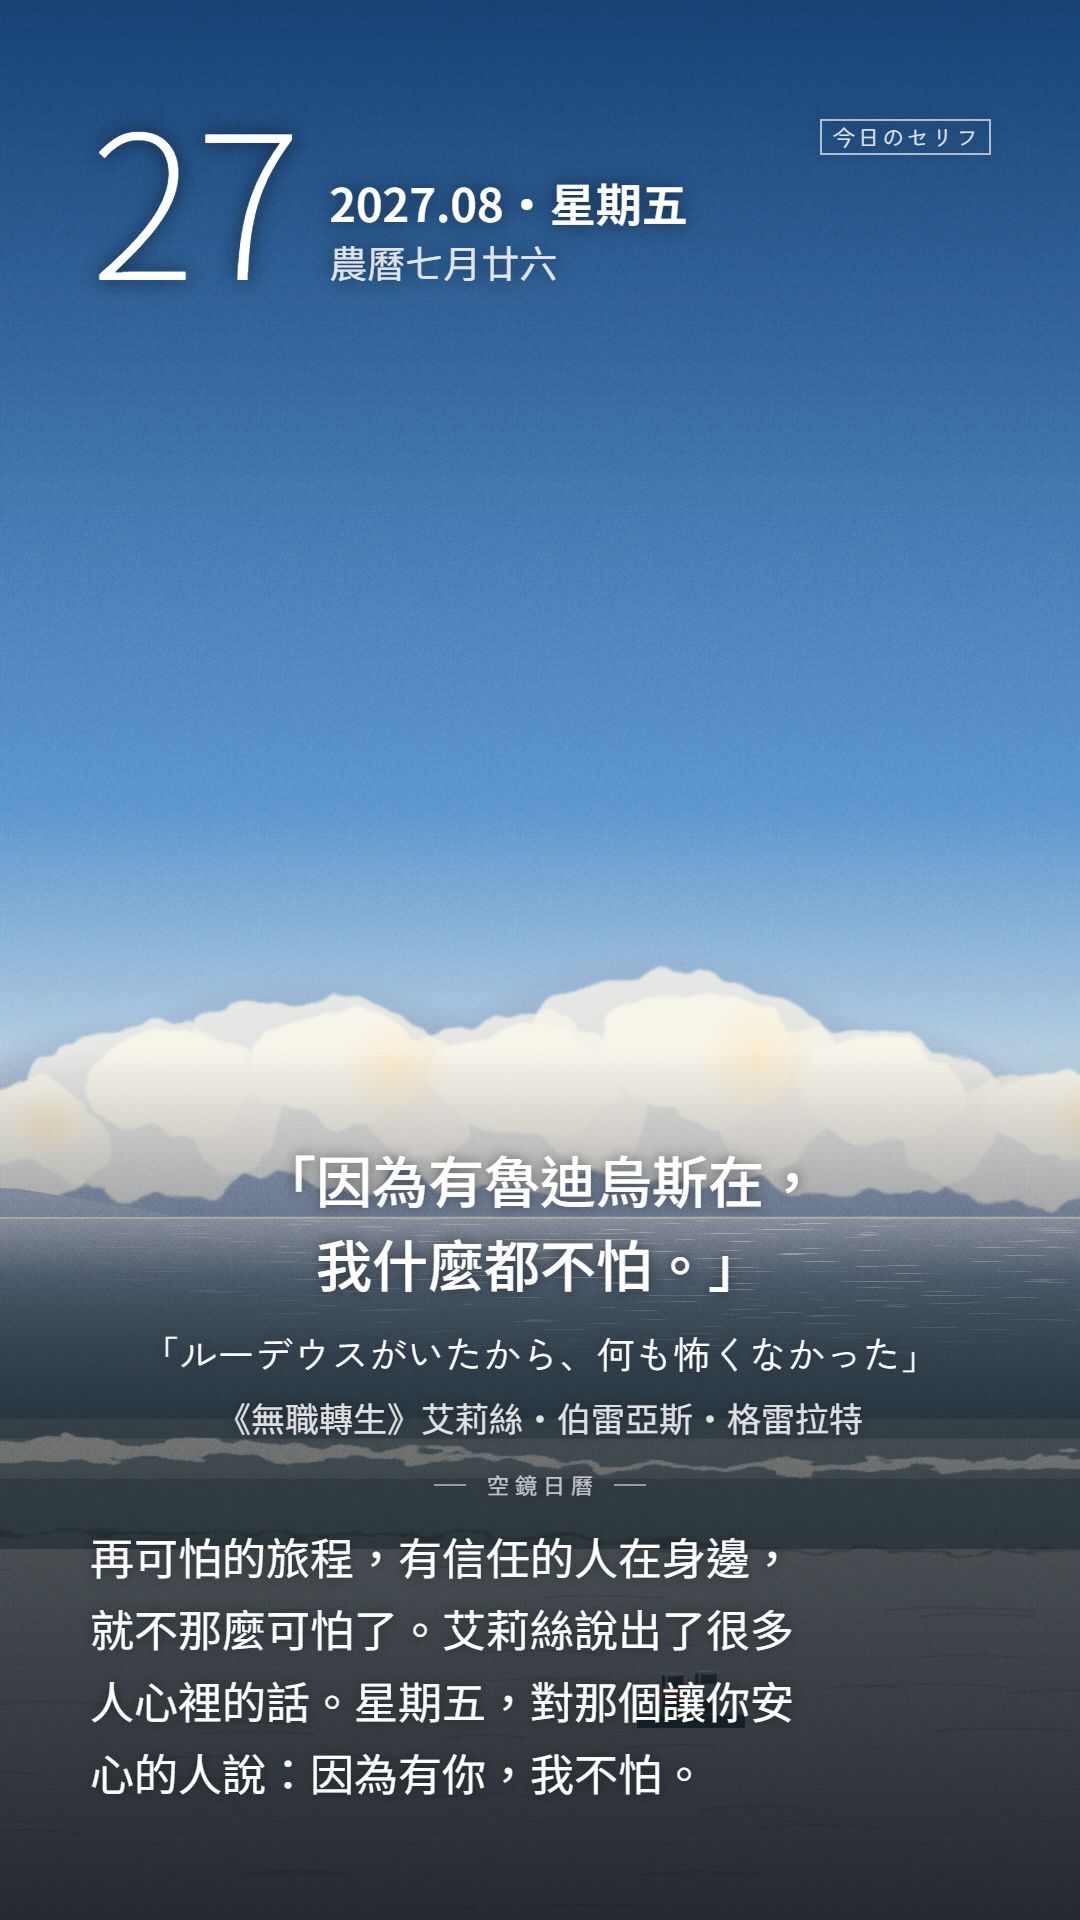 27
2027.08・星期五
農曆七月廿六
今日のセリフ
「因為有魯迪烏斯在，
我什麼都不怕。」
「ルーデウスがいたから、何も怖くなかった」
《無職轉生》艾莉絲・伯雷亞斯・格雷拉特
空鏡日曆
再可怕的旅程，有信任的人在身邊，
就不那麼可怕了。艾莉絲說出了很多
人心裡的話。星期五，對那個讓你安
心的人說：因為有你，我不怕。